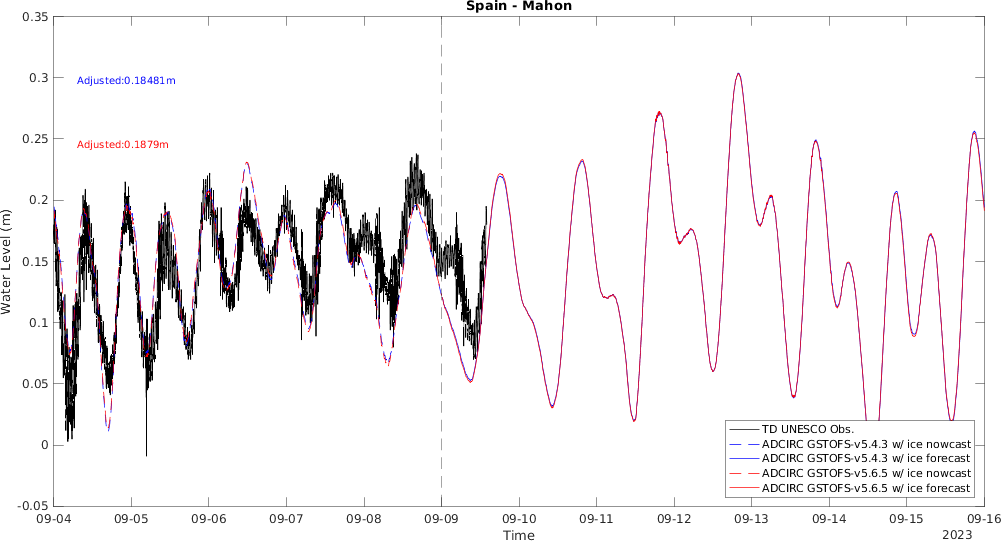 Spain - Mahon
0.35
0.3
0.25
0.2
0.15
0.1
0.05
0
-0.05
Water Level (m)
Adjusted:0.18481m
Adjusted:0.1879m
TD UNESCO Obs.
ADCIRC GSTOFS-v5.4.3 w/ ice nowcast
ADCIRC GSTOFS-v5.4.3 w/ ice forecast
ADCIRC GSTOFS-v5.6.5 w/ ice nowcast
ADCIRC GSTOFS-v5.6.5 w/ ice forecast
09-04 09-05 09-06 09-07 09-08 09-09 09-10 09-11 09-12 09-13 09-14 09-15 09-16
Time
2023